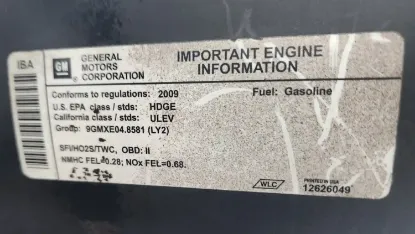 IBA
GM
GENERAL MOTORS CORPORATION
IMPORTANT ENGINE INFORMATION
Conforms to regulations: 2009
Fuel: Gasoline
U.S. EPA class / stds: HDGE
California class / stds: ULEV
Group: 9GMXE04.8581 (LY2)
SFI/HO2S/TWC, OBD: II
NMHC FEL=0.28; NOx FEL=0.68.
WLC
PRINTED IN USA
12626049